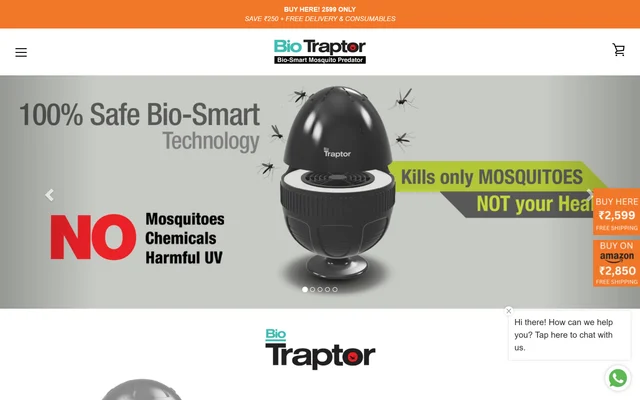 BUY HERE! 2599 ONLY
SAVE ₹250 + FREE DELIVERY & CONSUMABLES
Bio Traptor
Bio-Smart Mosquito Predator
100% Safe Bio-Smart
Technology
Bio
Traptor
Kills only MOSQUITOES
NOT your Hea
NO
Mosquitoes
Chemicals
Harmful UV
BUY HERE
₹2,599
FREE SHIPPING
BUY ON
amazon
₹2,850
FREE SHIPPING
Hi there! How can we help
you? Tap here to chat with
us.
Bio
Traptor